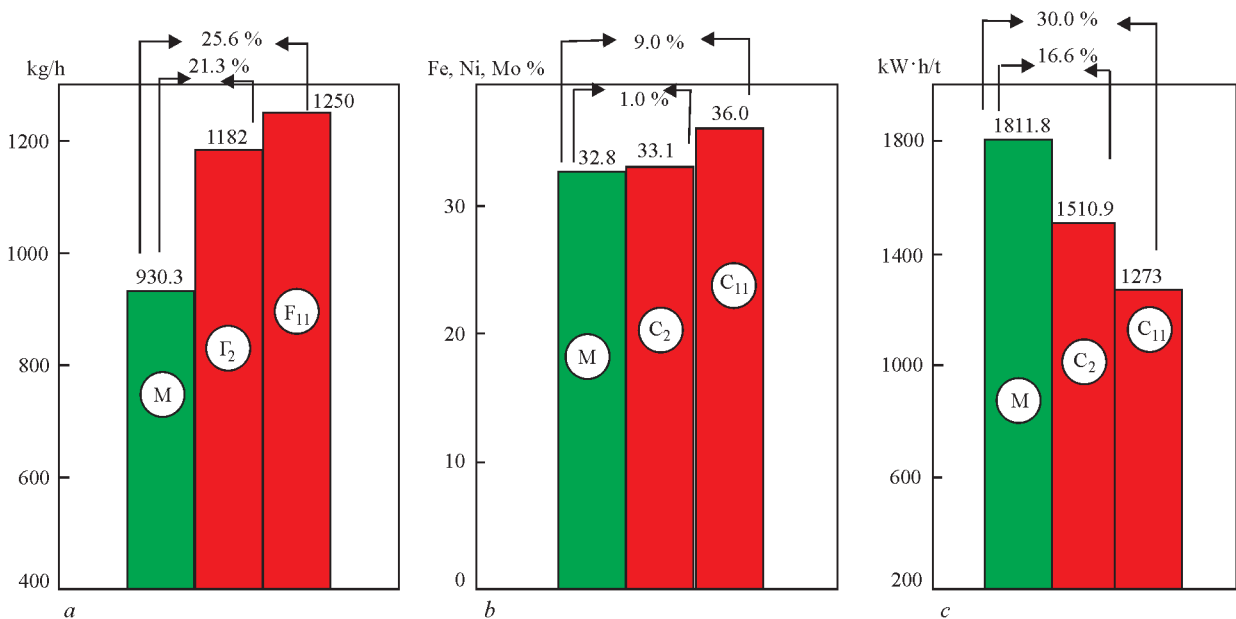 25.6 %
21.3 %
kg/h
1250
1200
1182
1000
930.3
F11
Г2
800
M
600
400
a
9.0 %
Fe, Ni, Mo %
1.0 %
36.0
32.8
33.1
30
C11
C2
M
20
10
0
b
30.0 %
16.6 %
kW·h/t
1811.8
1800
1510.9
1400
1273
C11
C2
1000
M
600
200
c